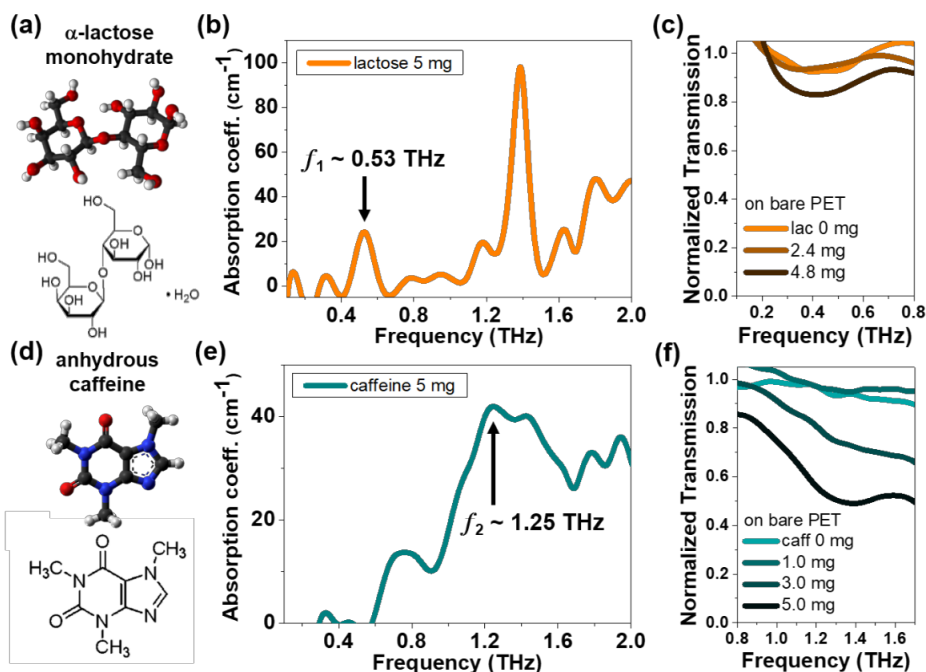 (a)
α-lactose
monohydrate
HO
HO
O
OH
OH
OH
HO
O
HO
O
OH
OH
• H₂O
(b)
lactose 5 mg
f₁ ~ 0.53 THz
Absorption coeff. (cm⁻¹)
100
80
60
40
20
0
0.4 0.8 1.2 1.6 2.0
Frequency (THz)
(c)
Normalized Transmission
1.0
0.8
0.6
0.4
0.2
0.0
on bare PET
lac 0 mg
2.4 mg
4.8 mg
0.2 0.4 0.6 0.8
Frequency (THz)
(d)
anhydrous
caffeine
O
CH₃
H₃C
N
N
O
N
N
CH₃
(e)
caffeine 5 mg
f₂ ~ 1.25 THz
Absorption coeff. (cm⁻¹)
40
20
0
0.4 0.8 1.2 1.6 2.0
Frequency (THz)
(f)
Normalized Transmission
1.0
0.8
0.6
0.4
0.2
0.0
on bare PET
caff 0 mg
1.0 mg
3.0 mg
5.0 mg
0.8 1.0 1.2 1.4 1.6
Frequency (THz)